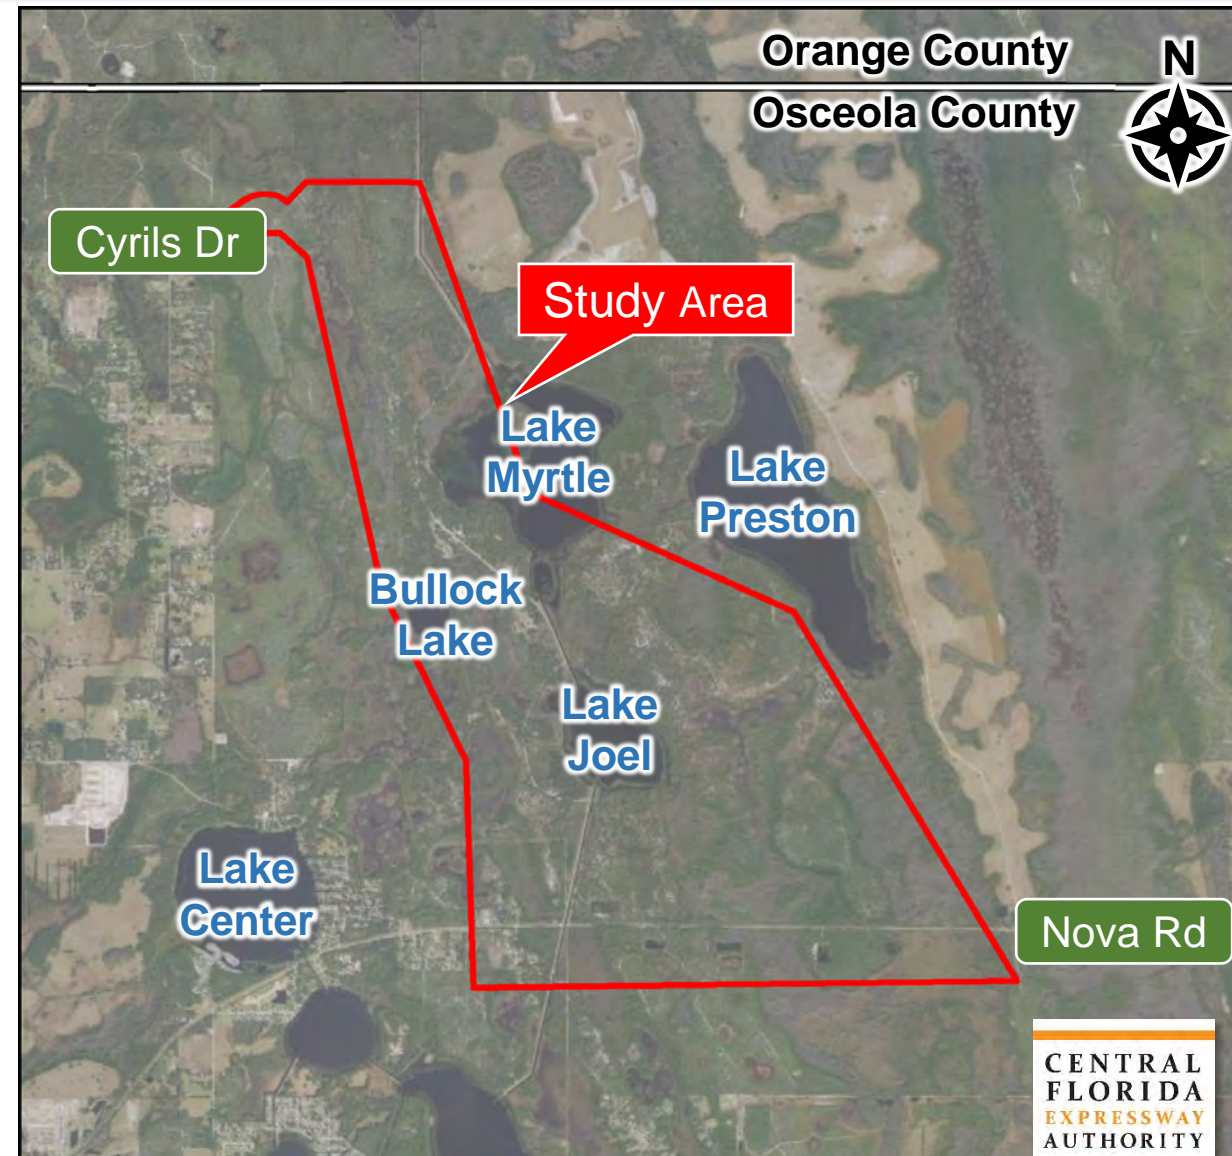 Orange County
N
Osceola County
Cyrils Dr
Study Area
Lake
Myrtle
Lake
Preston
Bullock
Lake
Lake
Joel
Lake
Center
Nova Rd
CENTRAL
FLORIDA
EXPRESSWAY
AUTHORITY